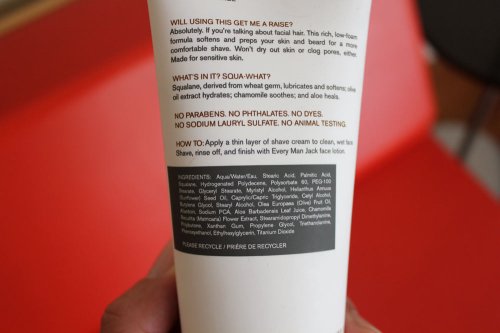 WILL USING THIS GET ME A RAISE?
Absolutely. If you're talking about facial hair. This rich, low-foam
formula softens and preps your skin and beard for a more
comfortable shave. Won't dry out skin or clog pores, either.
Made for sensitive skin.
WHAT'S IN IT? SQUA-WHAT?
Squalane, derived from wheat germ, lubricates and softens; olive
oil extract hydrates; chamomile soothes; and aloe heals.
NO PARABENS. NO PHTHALATES. NO DYES.
NO SODIUM LAURYL SULFATE. NO ANIMAL TESTING.
HOW TO: Apply a thin layer of shave cream to clean, wet face.
Shave, rinse off, and finish with Every Man Jack face lotion.
INGREDIENTS: Aqua/Water/Eau, Stearic Acid, Palmitic Acid,
Squalane, Hydrogenated Polydecene, Polysorbate 60, PEG-100
Stearate, Glyceryl Stearate, Myristyl Alcohol, Helianthus Annuus
(Sunflower) Seed Oil, Caprylic/Capric Triglyceride, Cetyl Alcohol,
Butylene Glycol, Stearyl Alcohol, Olea Europaea (Olive) Fruit Oil,
Allantoin, Sodium PCA, Aloe Barbadensis Leaf Juice, Chamomilla
Recutita (Matricaria) Flower Extract, Stearamidopropyl Dimethylamine,
Polybutene, Xanthan Gum, Propylene Glycol, Triethanolamine,
Phenoxyethanol, Ethylhexylglycerin, Titanium Dioxide
PLEASE RECYCLE / PRIÈRE DE RECYCLER